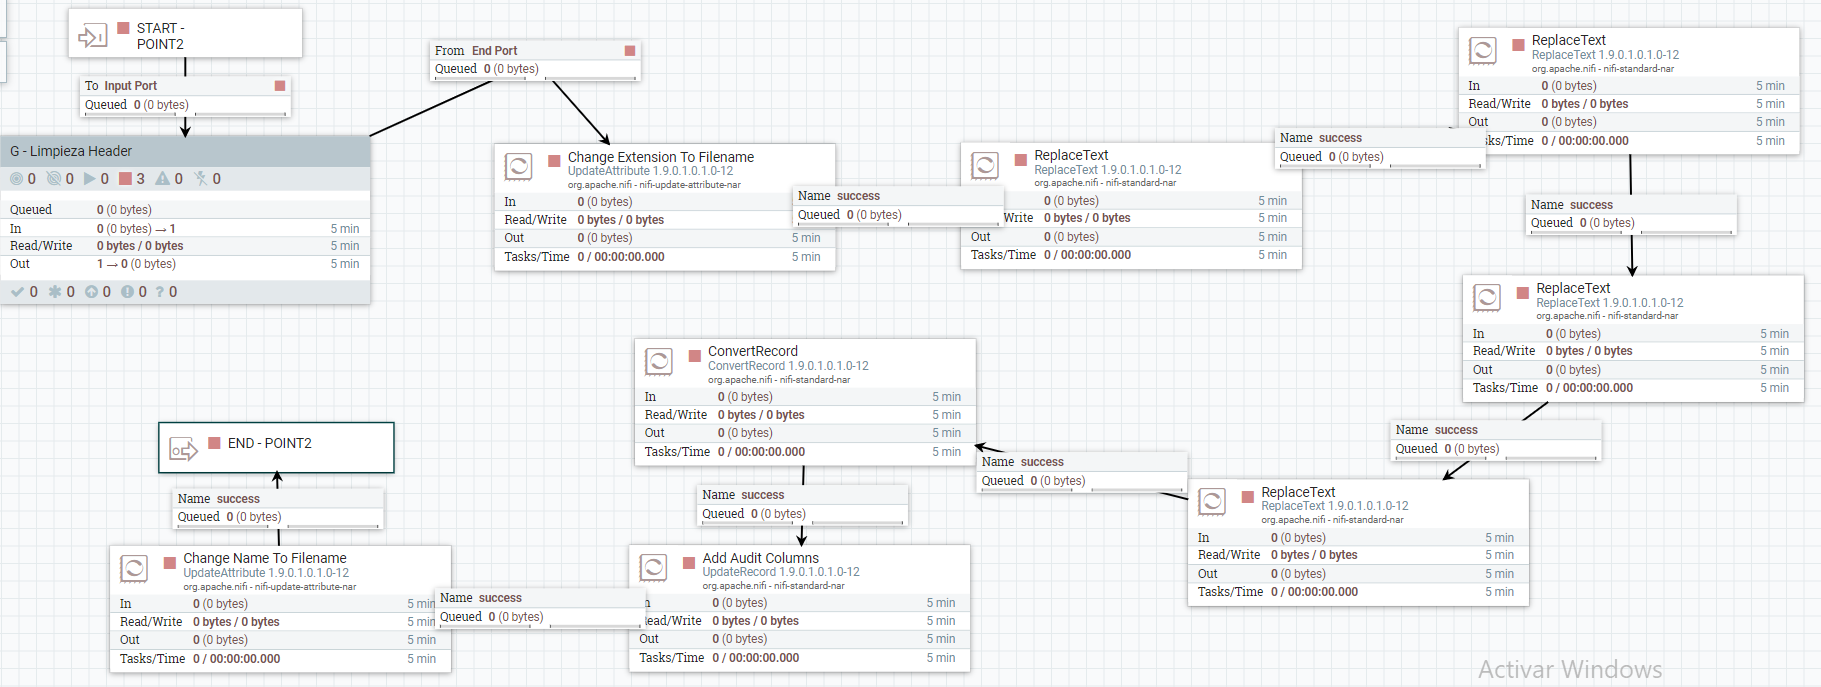 START -
POINT2
To Input Port
Queued 0 (0 bytes)
G - Limpieza Header
0 0 0 3 0 0
Queued 0 (0 bytes)
In 0 (0 bytes) → 1 5 min
Read/Write 0 bytes / 0 bytes 5 min
Out 1 → 0 (0 bytes) 5 min
0 0 0 0 ? 0
From End Port
Queued 0 (0 bytes)
Change Extension To Filename
UpdateAttribute 1.9.0.1.0.1.0-12
org.apache.nifi - nifi-update-attribute-nar
In 0 (0 bytes)
Read/Write 0 bytes / 0 bytes
Out 0 (0 bytes) 5 min
Tasks/Time 0 / 00:00:00.000 5 min
Name success
Queued 0 (0 bytes)
ReplaceText
ReplaceText 1.9.0.1.0.1.0-12
org.apache.nifi - nifi-standard-nar
0 (0 bytes) 5 min
Write 0 bytes / 0 bytes 5 min
Out 0 (0 bytes) 5 min
Tasks/Time 0 / 00:00:00.000 5 min
Name success
Queued 0 (0 bytes)
ReplaceText
ReplaceText 1.9.0.1.0.1.0-12
org.apache.nifi - nifi-standard-nar
In 0 (0 bytes) 5 min
Read/Write 0 bytes / 0 bytes 5 min
Out 0 (0 bytes) 5 min
sks/Time 0 / 00:00:00.000 5 min
Name success
Queued 0 (0 bytes)
ReplaceText
ReplaceText 1.9.0.1.0.1.0-12
org.apache.nifi - nifi-standard-nar
In 0 (0 bytes) 5 min
Read/Write 0 bytes / 0 bytes 5 min
Out 0 (0 bytes) 5 min
Tasks/Time 0 / 00:00:00.000 5 min
Name success
Queued 0 (0 bytes)
ReplaceText
ReplaceText 1.9.0.1.0.1.0-12
org.apache.nifi - nifi-standard-nar
In 0 (0 bytes) 5 min
Read/Write 0 bytes / 0 bytes 5 min
Out 0 (0 bytes) 5 min
Tasks/Time 0 / 00:00:00.000 5 min
Name success
Queued 0 (0 bytes)
ConvertRecord
ConvertRecord 1.9.0.1.0.1.0-12
org.apache.nifi - nifi-standard-nar
In 0 (0 bytes) 5 min
Read/Write 0 bytes / 0 bytes 5 min
Out 0 (0 bytes) 5 min
Tasks/Time 0 / 00:00:00.000 5 min
Name success
Queued 0 (0 bytes)
Add Audit Columns
UpdateRecord 1.9.0.1.0.1.0-12
org.apache.nifi - nifi-standard-nar
0 (0 bytes) 5 min
ead/Write 0 bytes / 0 bytes 5 min
Out 0 (0 bytes) 5 min
Tasks/Time 0 / 00:00:00.000 5 min
Name success
Queued 0 (0 bytes)
Change Name To Filename
UpdateAttribute 1.9.0.1.0.1.0-12
org.apache.nifi - nifi-update-attribute-nar
In 0 (0 bytes) 5 min
Read/Write 0 bytes / 0 bytes 5 min
Out 0 (0 bytes) 5 min
Tasks/Time 0 / 00:00:00.000 5 min
Name success
Queued 0 (0 bytes)
END - POINT2
Activar Windows